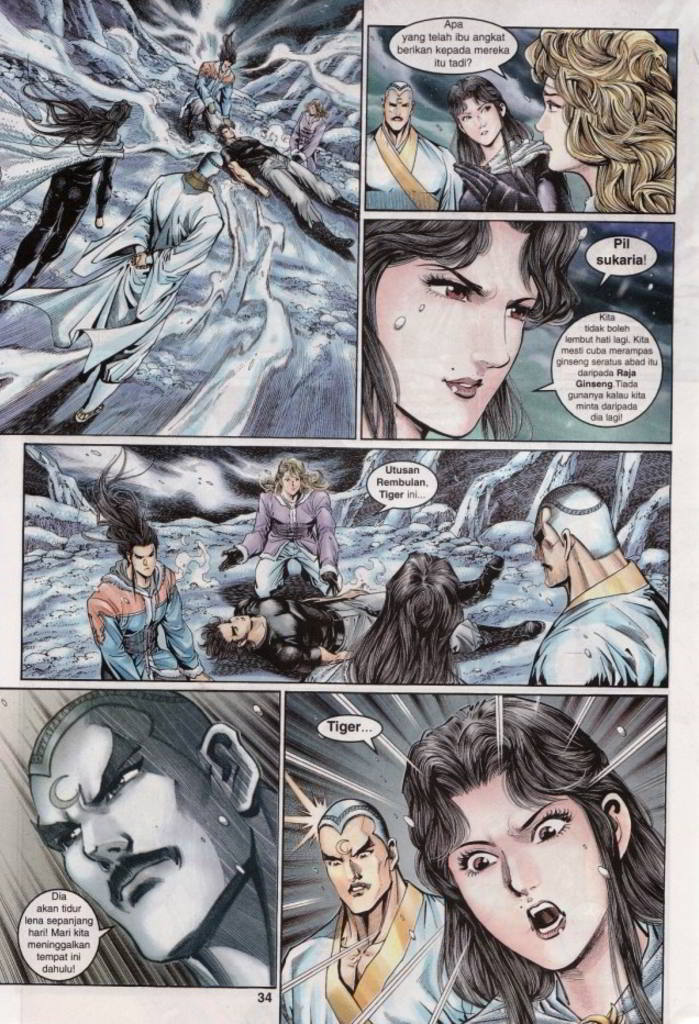 Apa
yang telah ibu angkat
berikan kepada mereka
itu tadi?
Pil
sukaria!
Kita
tidak boleh
lembut hati lagi. Kita
mesti cuba merampas
ginseng seratus abad itu
daripada Raja
Ginseng.Tiada
gunanya kalau kita
minta daripada
dia lagi!
Utusan
Rembulan,
Tiger ini...
Dia
akan tidur
lena sepanjang
hari! Mari kita
meninggalkan
tempat ini
dahulu!
Tiger...
34